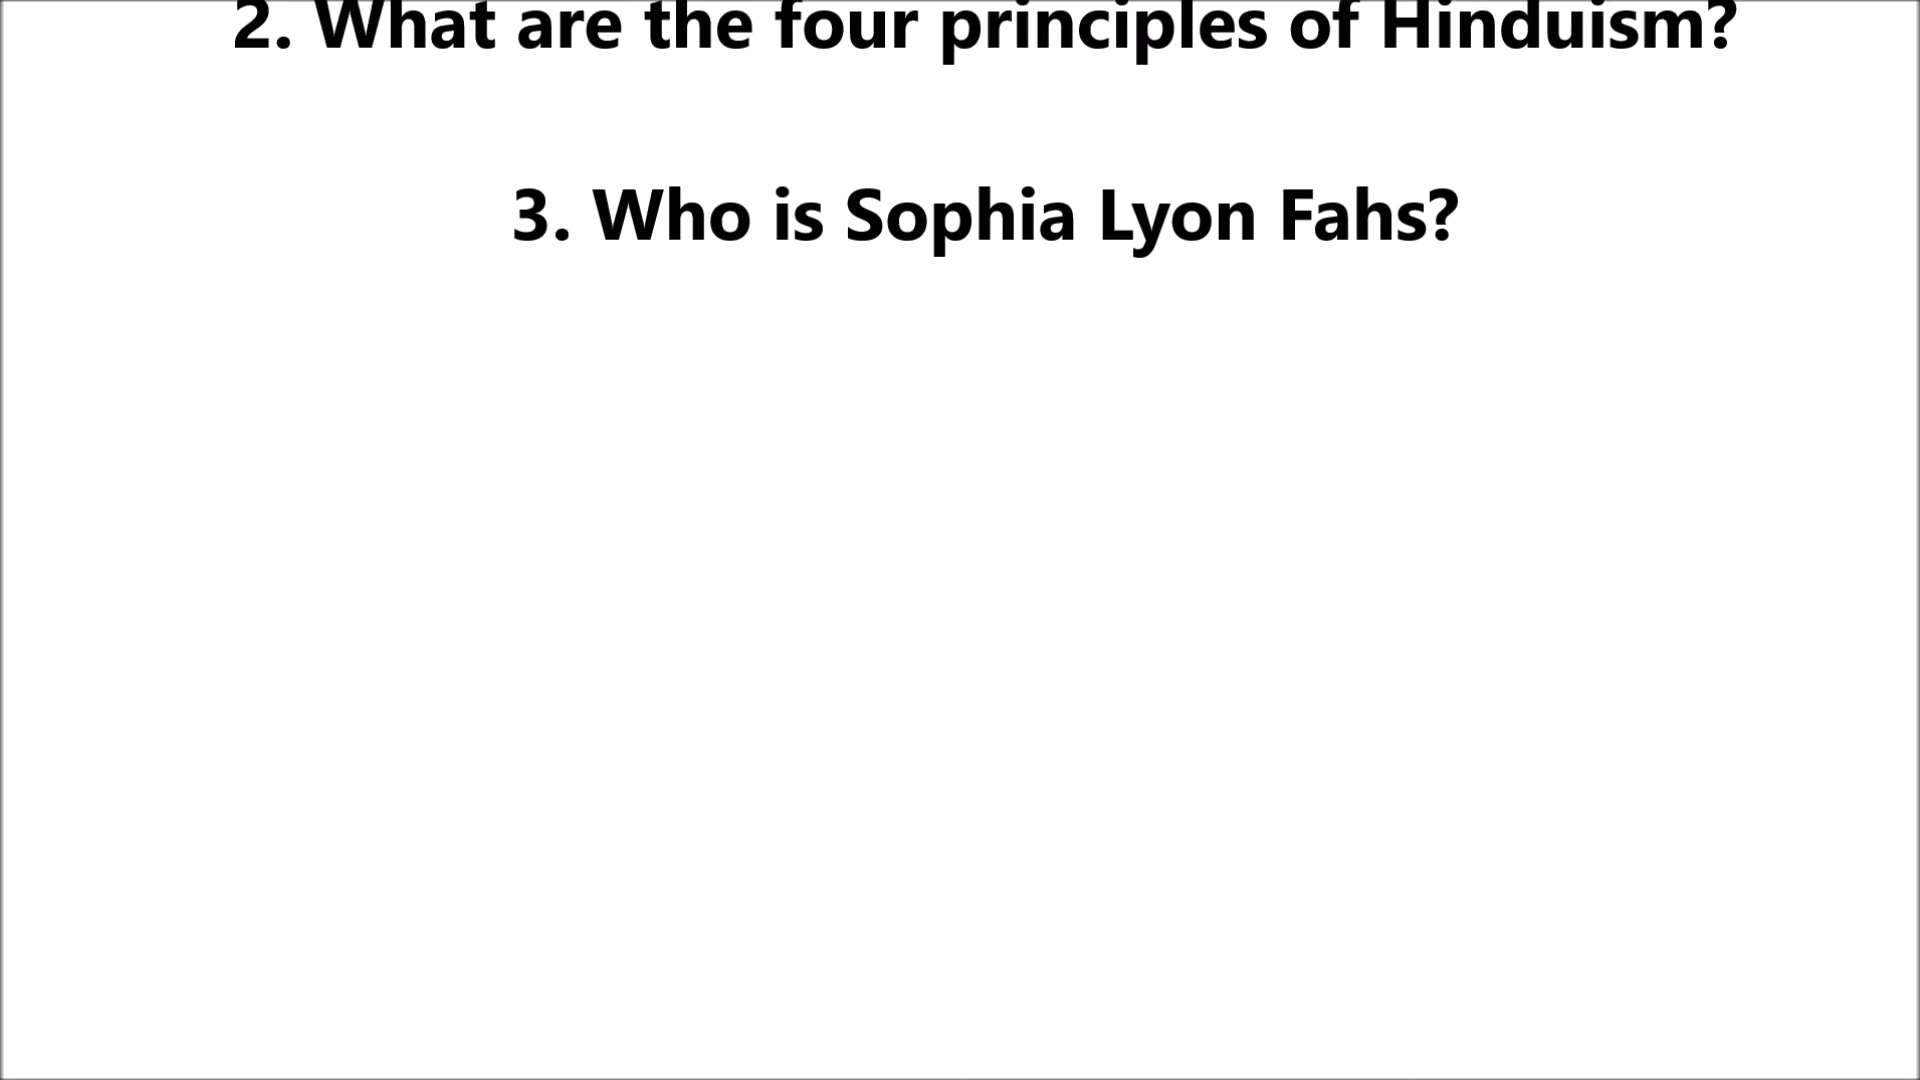 2. What are the four principles of Hinduism?
3. Who is Sophia Lyon Fahs?